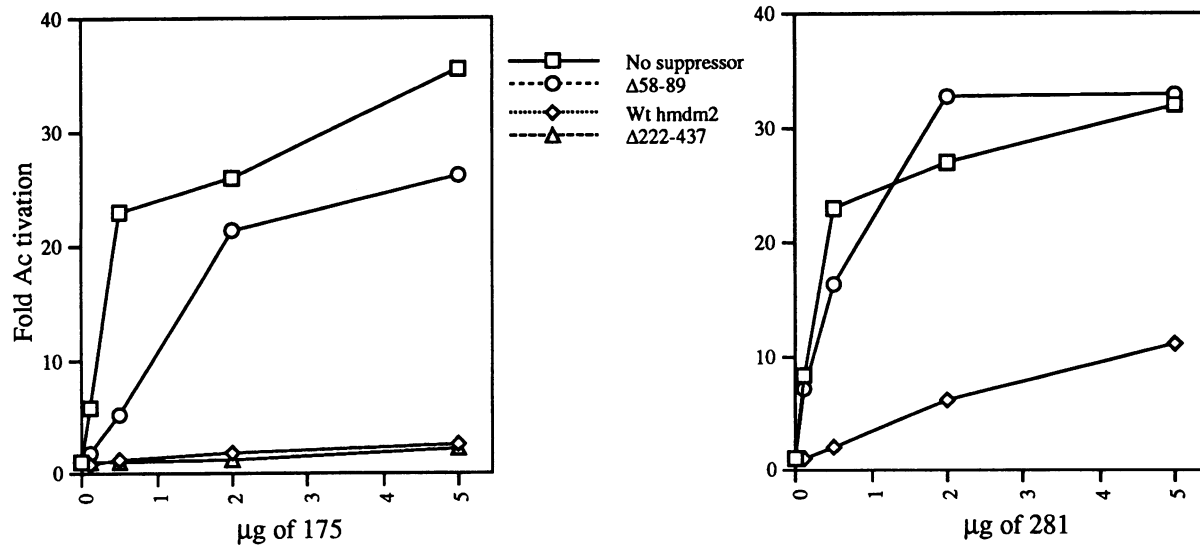 40
30
20
10
0
Fold Ac tivation
0 1 2 3 4 5
µg of 175
No suppressor
Δ58-89
Wt hmdm2
Δ222-437
40
30
20
10
0
0 1 2 3 4 5
µg of 281